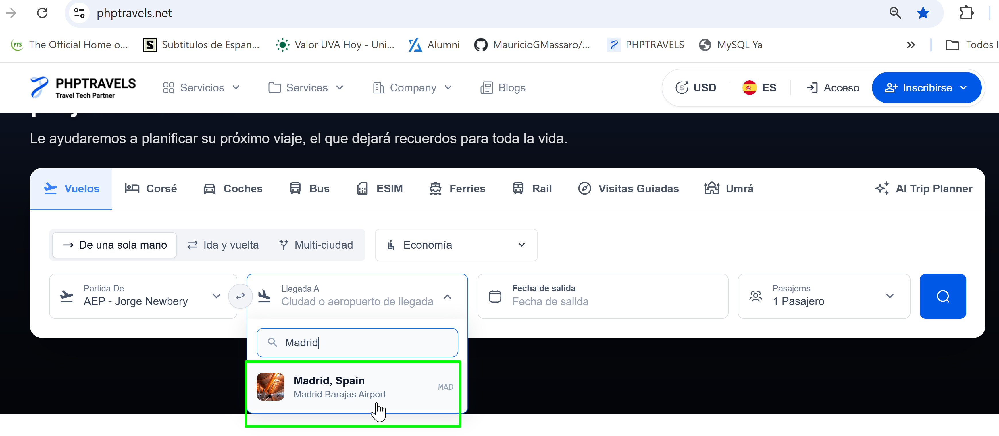 phptravels.net
The Official Home o...
Subtitulos de Espan...
Valor UVA Hoy - Uni...
Alumni
MauricioGMassaro/...
PHPTRAVELS
MySQL Ya
Todos l
PHPTRAVELS
Travel Tech Partner
Servicios
Services
Company
Blogs
USD
ES
Acceso
Inscribirse
Le ayudaremos a planificar su próximo viaje, el que dejará recuerdos para toda la vida.
Vuelos
Corsé
Coches
Bus
ESIM
Ferries
Rail
Visitas Guiadas
Umrá
AI Trip Planner
De una sola mano
Ida y vuelta
Multi-ciudad
Economía
Partida De
AEP - Jorge Newbery
Llegada A
Ciudad o aeropuerto de llegada
Fecha de salida
Fecha de salida
Pasajeros
1 Pasajero
Madrid
Madrid, Spain
Madrid Barajas Airport
MAD